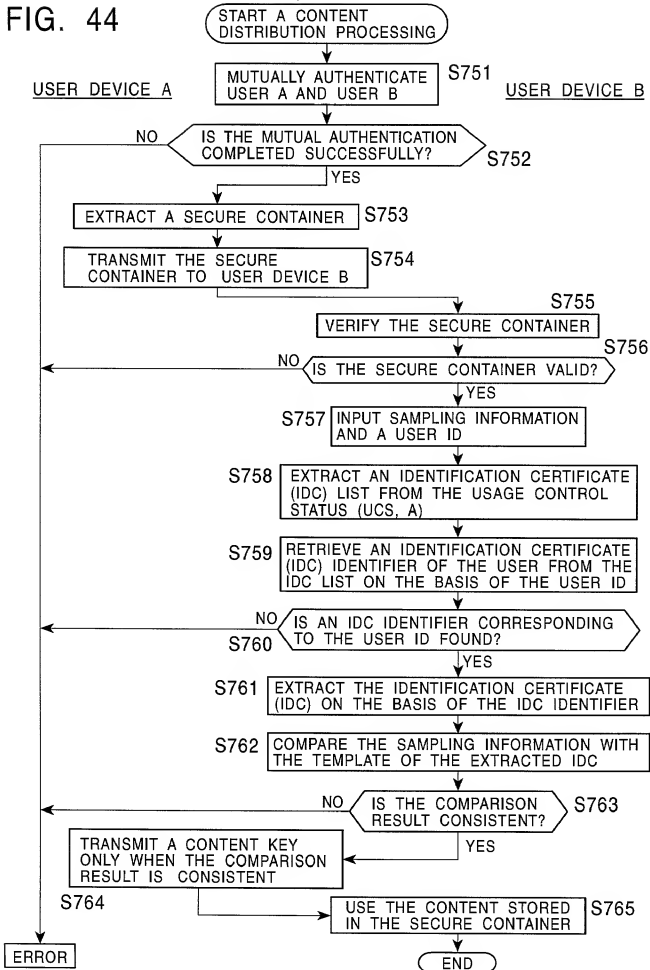 FIG. 44
START A CONTENT
DISTRIBUTION PROCESSING
USER DEVICE A
USER DEVICE B
MUTUALLY AUTHENTICATE
USER A AND USER B
S751
IS THE MUTUAL AUTHENTICATION
COMPLETED SUCCESSFULLY?
NO
S752
YES
EXTRACT A SECURE CONTAINER
S753
TRANSMIT THE SECURE
CONTAINER TO USER DEVICE B
S754
S755
VERIFY THE SECURE CONTAINER
S756
NO
IS THE SECURE CONTAINER VALID?
YES
S757
INPUT SAMPLING INFORMATION
AND A USER ID
S758
EXTRACT AN IDENTIFICATION CERTIFICATE
(IDC) LIST FROM THE USAGE CONTROL
STATUS (UCS, A)
S759
RETRIEVE AN IDENTIFICATION CERTIFICATE
(IDC) IDENTIFIER OF THE USER FROM THE
IDC LIST ON THE BASIS OF THE USER ID
NO
S760
IS AN IDC IDENTIFIER CORRESPONDING
TO THE USER ID FOUND?
YES
S761
EXTRACT THE IDENTIFICATION CERTIFICATE
(IDC) ON THE BASIS OF THE IDC IDENTIFIER
S762
COMPARE THE SAMPLING INFORMATION WITH
THE TEMPLATE OF THE EXTRACTED IDC
NO
IS THE COMPARISON
RESULT CONSISTENT?
S763
YES
TRANSMIT A CONTENT KEY
ONLY WHEN THE COMPARISON
RESULT IS CONSISTENT
S764
USE THE CONTENT STORED
IN THE SECURE CONTAINER
S765
ERROR
END